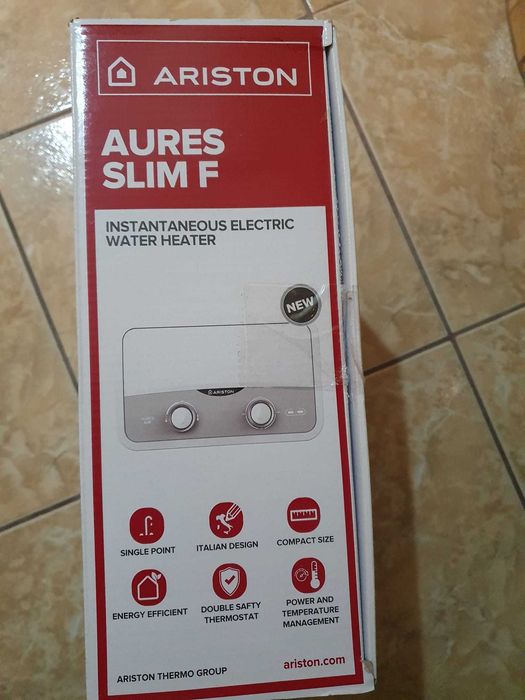 ARISTON
AURES
SLIM F
INSTANTANEOUS ELECTRIC
WATER HEATER
NEW
ARISTON
SINGLE POINT
ITALIAN DESIGN
COMPACT SIZE
ENERGY EFFICIENT
DOUBLE SAFTY
THERMOSTAT
POWER AND
TEMPERATURE
MANAGEMENT
ARISTON THERMO GROUP
ariston.com